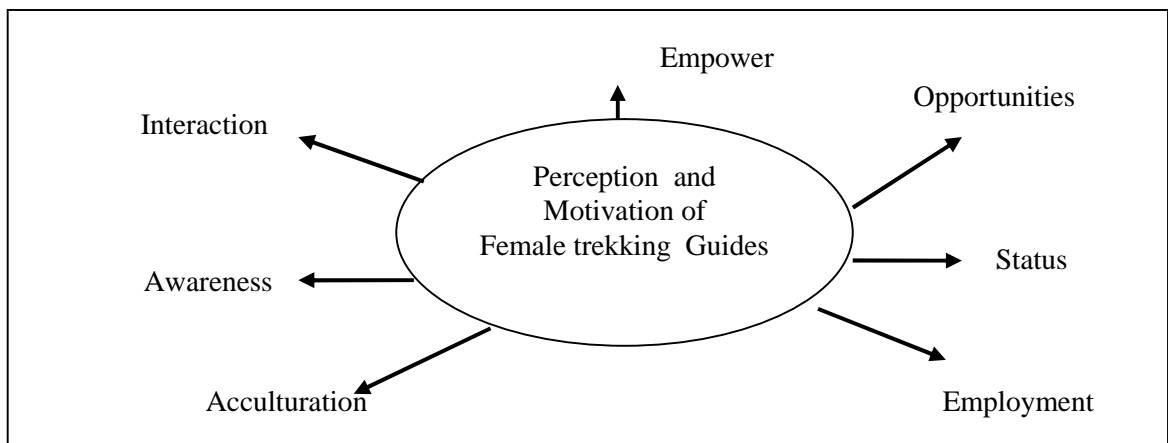 Empower
Opportunities
Interaction
Perception and
Motivation of
Female trekking Guides
Status
Awareness
Acculturation
Employment